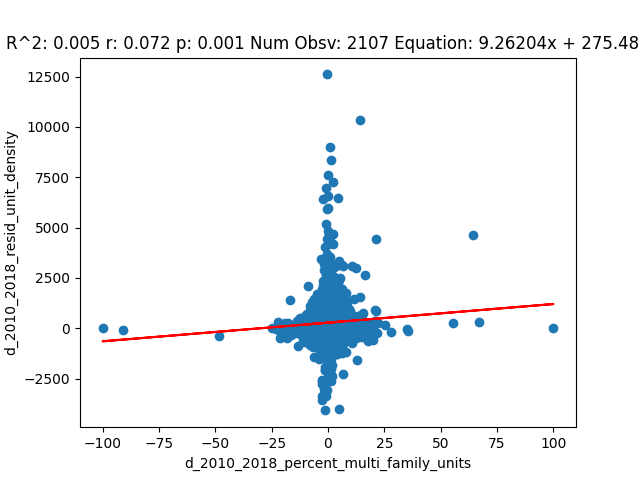 R^2: 0.005 r: 0.072 p: 0.001 Num Obsv: 2107 Equation: 9.26204x + 275.48
12500
10000
7500
5000
2500
0
−2500
d_2010_2018_resid_unit_density
−100 −75 −50 −25 0 25 50 75 100
d_2010_2018_percent_multi_family_units